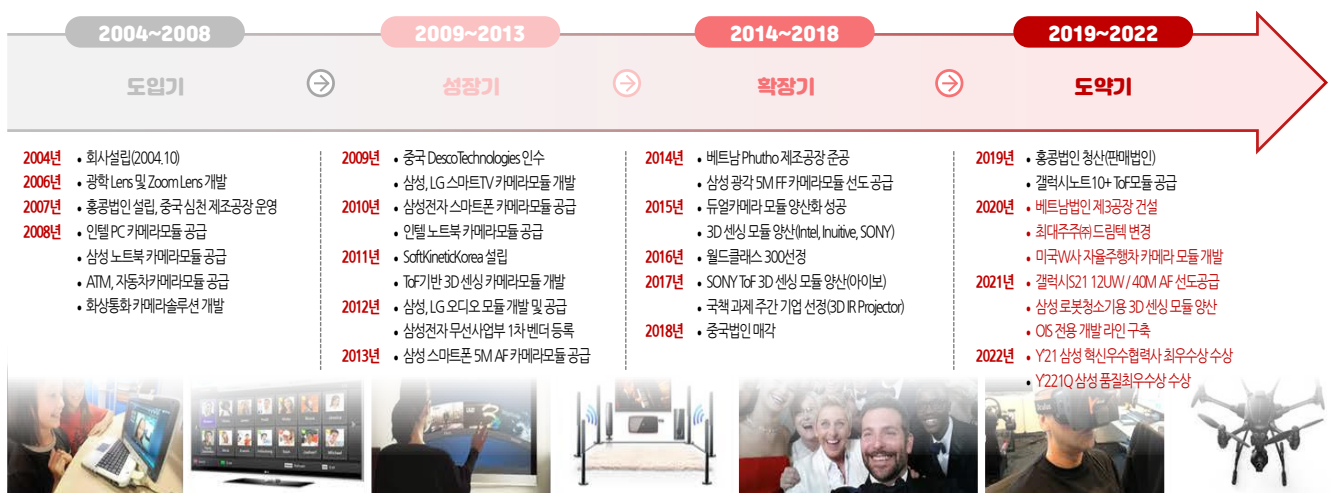 2004~2008
도입기
2004년 • 회사설립(2004.10)
2006년 • 광학 Lens 및 Zoom Lens 개발
2007년 • 홍콩법인 설립, 중국 심천 제조공장 운영
2008년 • 인텔 PC 카메라모듈 공급
• 삼성 노트북 카메라모듈 공급
• ATM, 자동차카메라모듈 공급
• 화상통화 카메라솔루션 개발
2009~2013
성장기
2009년 • 중국 DescoTechnologies 인수
• 삼성, LG 스마트TV 카메라모듈 개발
2010년 • 삼성전자 스마트폰 카메라모듈 공급
• 인텔 노트북 카메라모듈 공급
2011년 • SoftKineticKorea 설립
• ToF기반 3D 센싱 카메라모듈 개발
2012년 • 삼성, LG 오디오 모듈 개발 및 공급
• 삼성전자 무선사업부 1차 벤더 등록
2013년 • 삼성 스마트폰 5M AF 카메라모듈 공급
2014~2018
확장기
2014년 • 베트남 Phutho 제조공장 준공
• 삼성 광각 5M FF 카메라모듈 선도 공급
2015년 • 듀얼카메라 모듈 양산화 성공
• 3D 센싱 모듈 양산(Intel, Inuitive, SONY)
2016년 • 월드클래스 300선정
2017년 • SONY ToF 3D 센싱 모듈 양산(아이보)
• 국책 과제 주간 기업 선정(3D IR Projector)
2018년 • 중국법인 매각
2019~2022
도약기
2019년 • 홍콩법인 청산(판매법인)
• 갤럭시노트10+ ToF모듈 공급
2020년 • 베트남법인 제3공장 건설
• 최대주주㈜드림텍 변경
• 미국W사 자율주행차 카메라 모듈 개발
2021년 • 갤럭시S21 12UW / 40M AF 선도공급
• 삼성 로봇청소기용 3D 센싱 모듈 양산
• OIS 전용 개발 라인 구축
2022년 • Y'21 삼성 혁신우수협력사 최우수상 수상
• Y'221Q 삼성 품질최우수상 수상